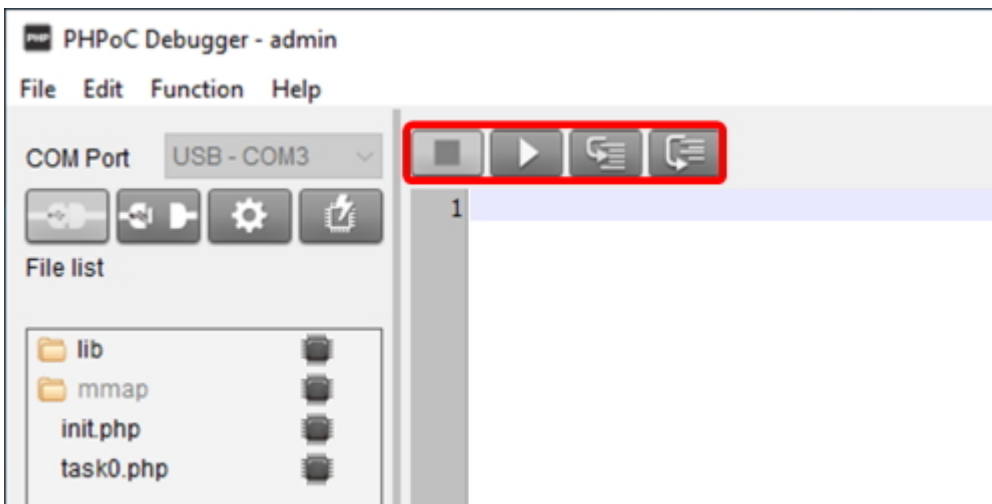 PHP PHPoC Debugger - admin
File Edit Function Help
COM Port USB - COM3
1
File list
lib
mmap
init.php
task0.php